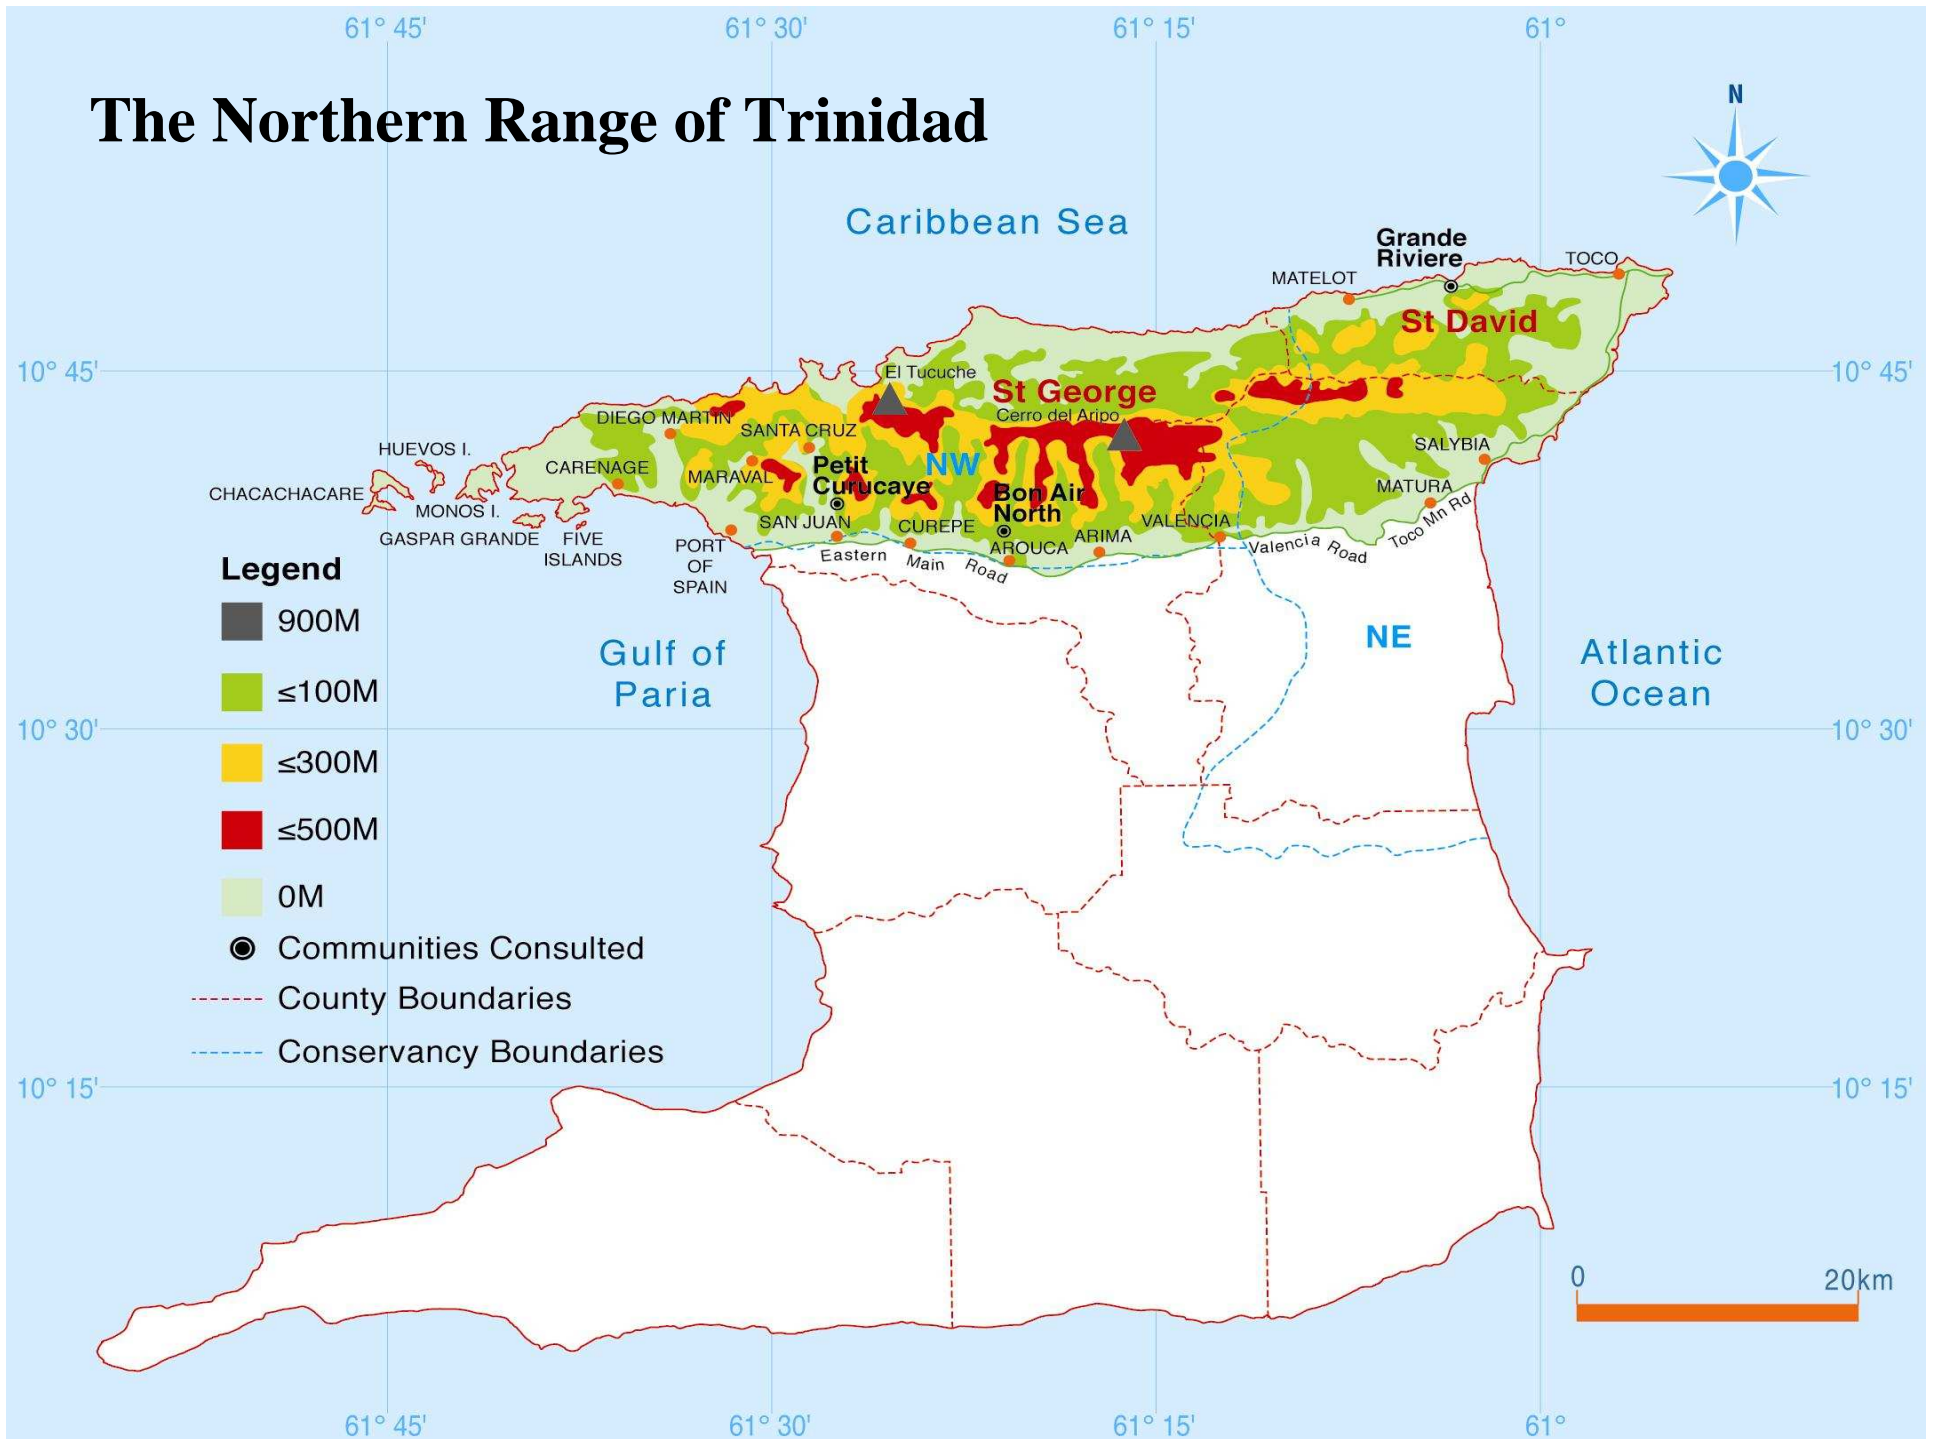 61° 45'
61° 30'
61° 15'
61°
The Northern Range of Trinidad
N
Caribbean Sea
Grande
Riviere
TOCO
MATELOT
St David
10° 45'
10° 45'
El Tucuche
St George
Cerro del Aripo
DIEGO MARTIN
SANTA CRUZ
HUEVOS I.
SALYBIA
CARENAGE
MARAVAL
Petit
Curucaye
NW
CHACACHACARE
MATURA
Bon Air
North
MONOS I.
SAN JUAN
CUREPE
VALENCIA
GASPAR GRANDE
FIVE
ISLANDS
PORT
OF
SPAIN
AROUCA
ARIMA
Eastern Main Road
Valencia Road
Toco Mn Rd
Legend
900M
≤100M
≤300M
≤500M
0M
Communities Consulted
County Boundaries
Conservancy Boundaries
Gulf of
Paria
NE
Atlantic
Ocean
10° 30'
10° 30'
10° 15'
10° 15'
0
20km
61° 45'
61° 30'
61° 15'
61°